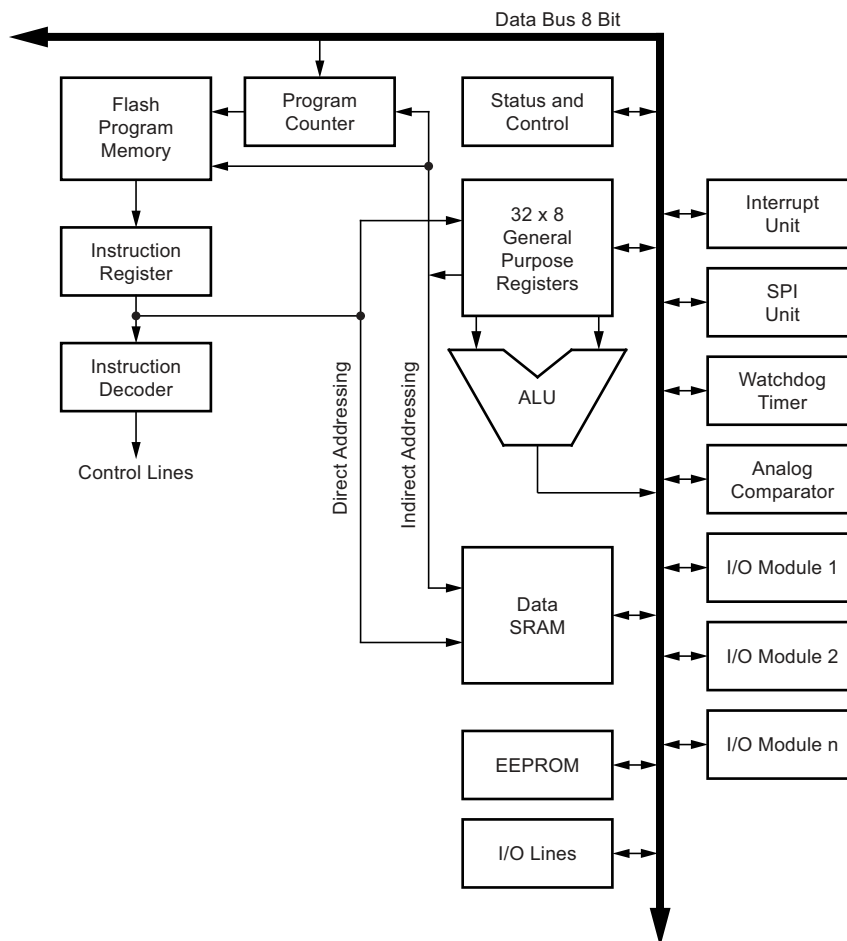 Data Bus 8 Bit
Flash
Program
Memory
Program
Counter
Status and
Control
32 x 8
General
Purpose
Registers
Interrupt
Unit
Instruction
Register
SPI
Unit
Instruction
Decoder
ALU
Watchdog
Timer
Control Lines
Direct Addressing
Indirect Addressing
Analog
Comparator
I/O Module 1
Data
SRAM
I/O Module 2
I/O Module n
EEPROM
I/O Lines